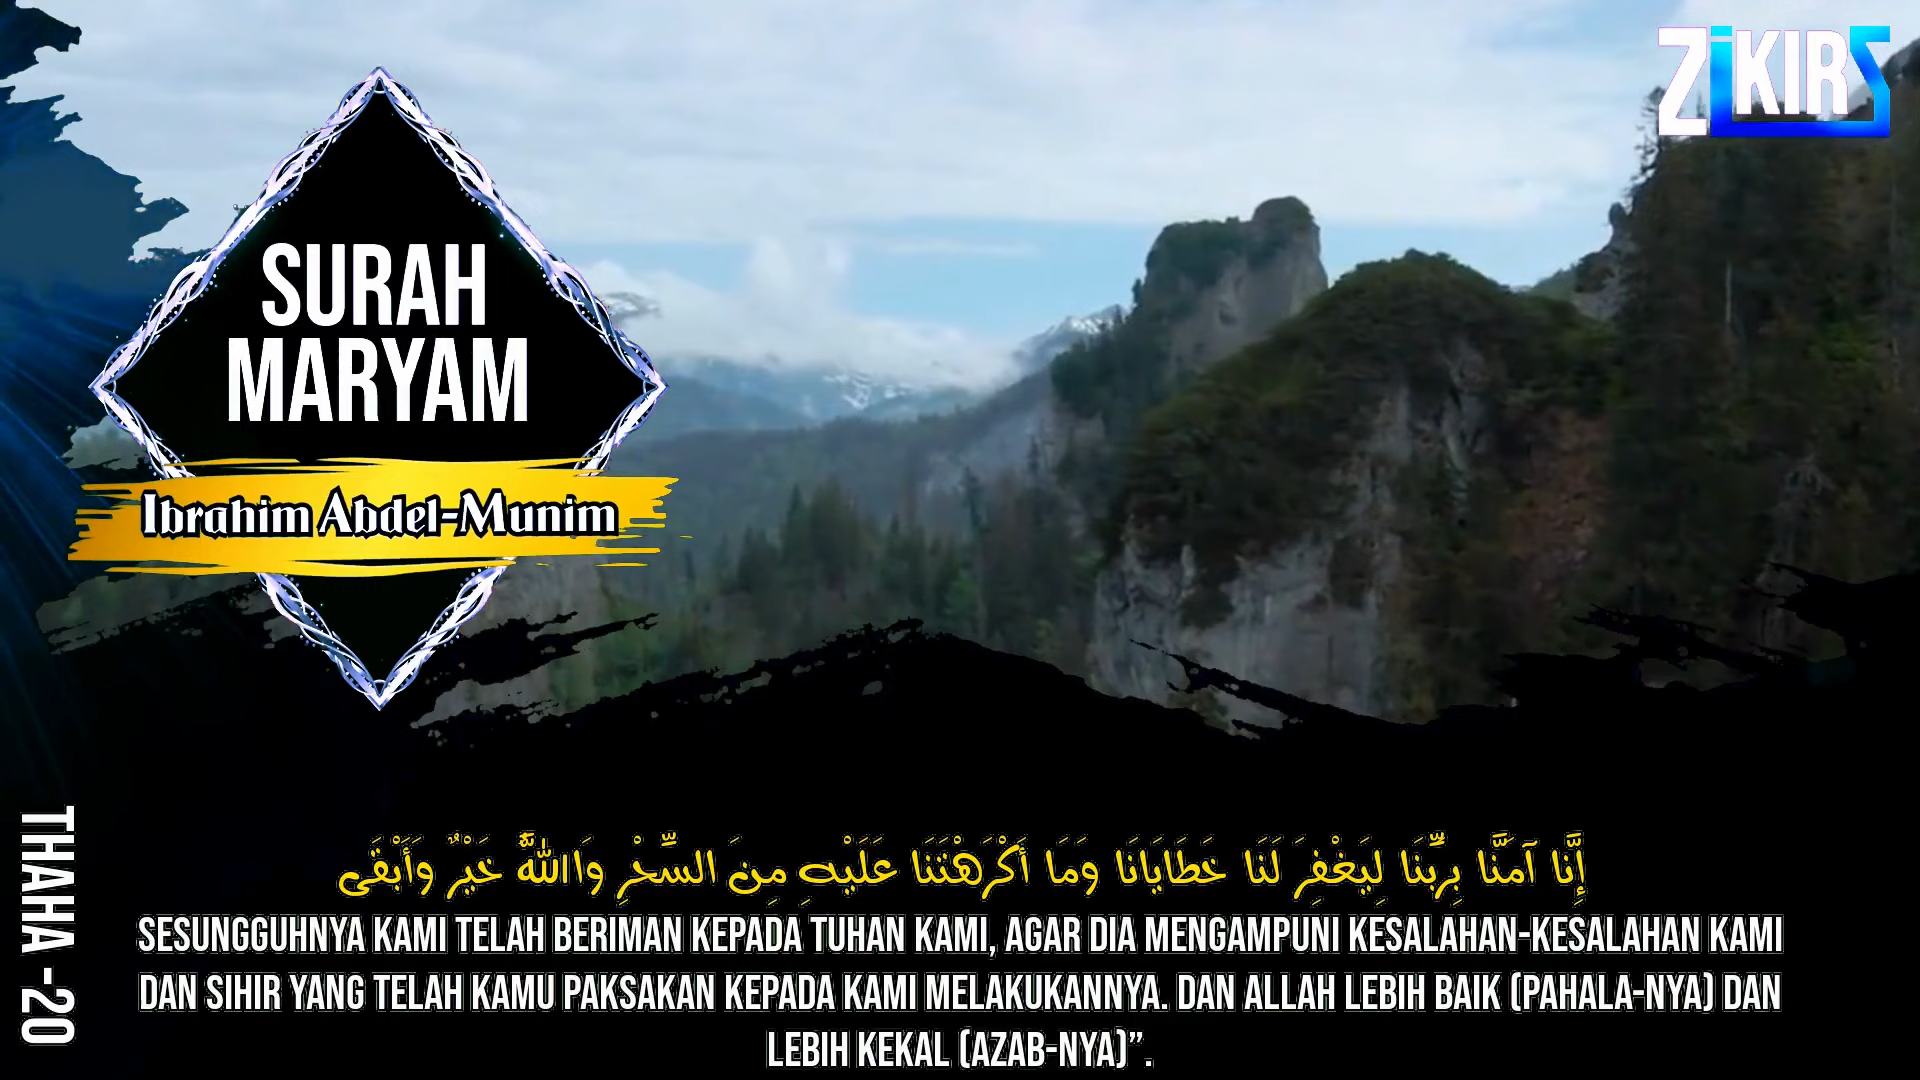 ZiKIRS
SURAH
MARYAM
Ibrahim Abdel-Munim
THAHA -20
إِنَّا آمَنَّا بِرَبِّنَا لِيَغْفِرَ لَنَا خَطَايَانَا وَمَا أَكْرَهْتَنَا عَلَيْهِ مِنَ السِّحْرِ وَاللَّهُ خَيْرٌ وَأَبْقَى
SESUNGGUHNYA KAMI TELAH BERIMAN KEPADA TUHAN KAMI, AGAR DIA MENGAMPUNI KESALAHAN-KESALAHAN KAMI
DAN SIHIR YANG TELAH KAMU PAKSAKAN KEPADA KAMI MELAKUKANNYA. DAN ALLAH LEBIH BAIK (PAHALA-NYA) DAN
LEBIH KEKAL (AZAB-NYA)”.